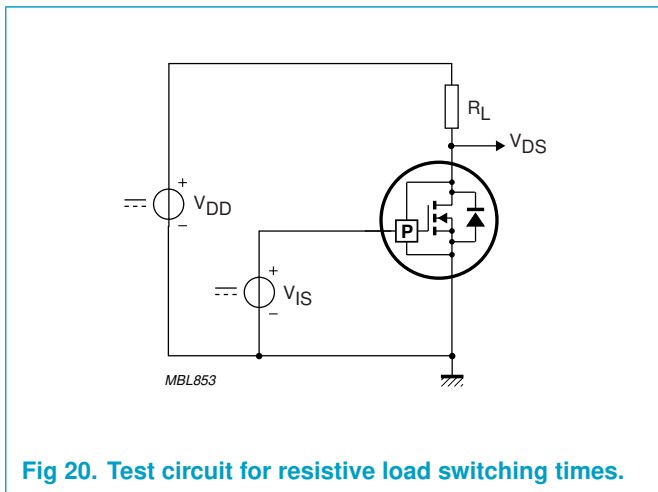 R_L
V_DS
+
V_DD
–
P
+
V_IS
–
MBL853
Fig 20. Test circuit for resistive load switching times.